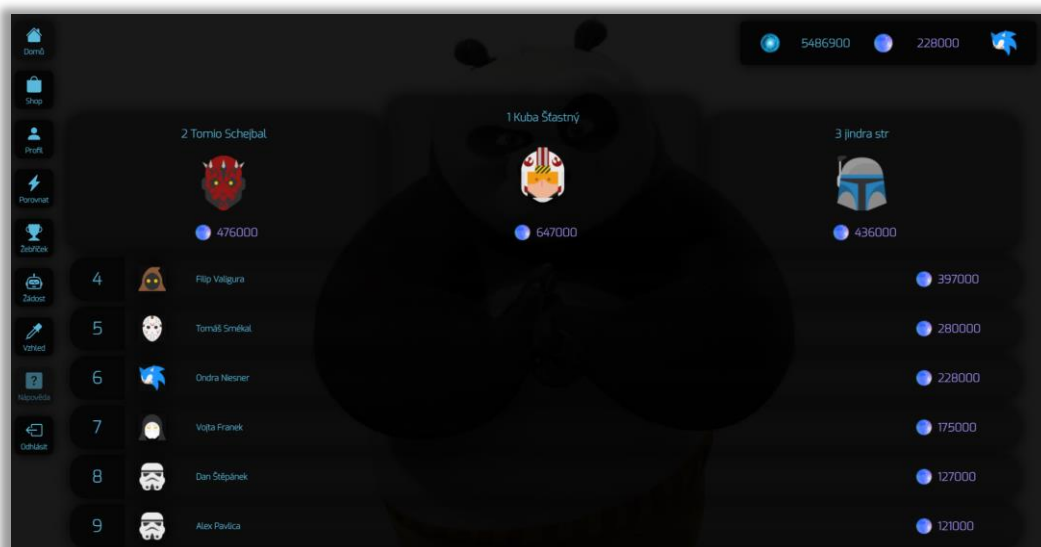 Domů
Shop
Profil
Porovnat
Žebříček
Žádost
Vzhled
?
Nápověda
Odhlásit
5486900 228000
2 Tomio Schejbal
476000
1 Kuba Šťastný
647000
3 jindra str
436000
4 Filip Valigura 397000
5 Tomáš Smékal 280000
6 Ondra Niesner 228000
7 Vojta Franek 175000
8 Dan Štěpánek 127000
9 Alex Pavlica 121000